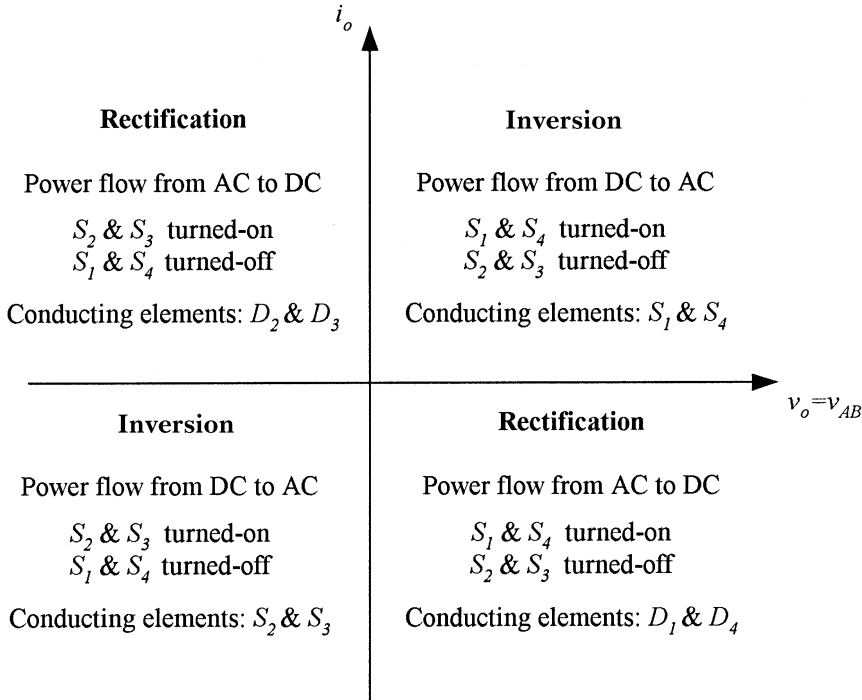 i_o
Rectification
Power flow from AC to DC
S_2 & S_3 turned-on
S_1 & S_4 turned-off
Conducting elements: D_2 & D_3
Inversion
Power flow from DC to AC
S_1 & S_4 turned-on
S_2 & S_3 turned-off
Conducting elements: S_1 & S_4
v_o=v_AB
Inversion
Power flow from DC to AC
S_2 & S_3 turned-on
S_1 & S_4 turned-off
Conducting elements: S_2 & S_3
Rectification
Power flow from AC to DC
S_1 & S_4 turned-on
S_2 & S_3 turned-off
Conducting elements: D_1 & D_4